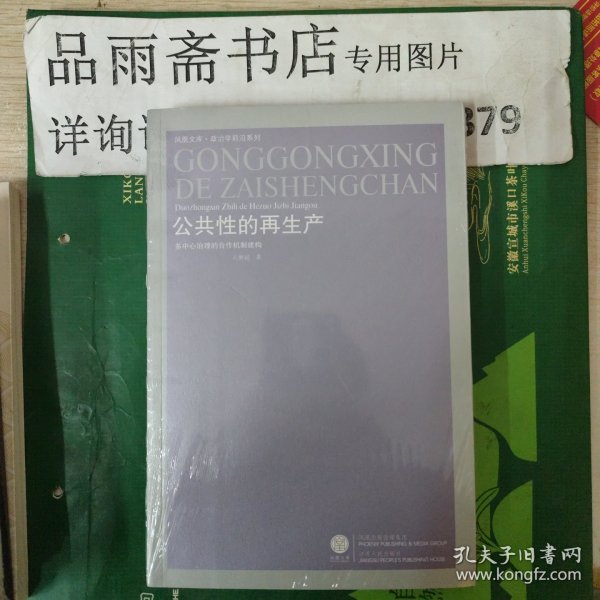 品雨斋书店专用图片
详询
379
XIKO
LAN
凤凰文库·政治学前沿系列
GONGGONGXING
DE ZAISHENGCHAN
Duozhongxin Zhili de Hezuo Jizhi Jiangou
公共性的再生产
多中心治理的合作机制建构
安徽宣城市溪口茶叶
Anhui Xuanchengshi XiKou Chay
凤凰出版传媒集团
PHOENIX PUBLISHING & MEDIA GROUP
江苏人民出版社
JIANGSU PEOPLE'S PUBLISHING HOUSE
凤凰文库
孔夫子旧书网
www.kongfz.com